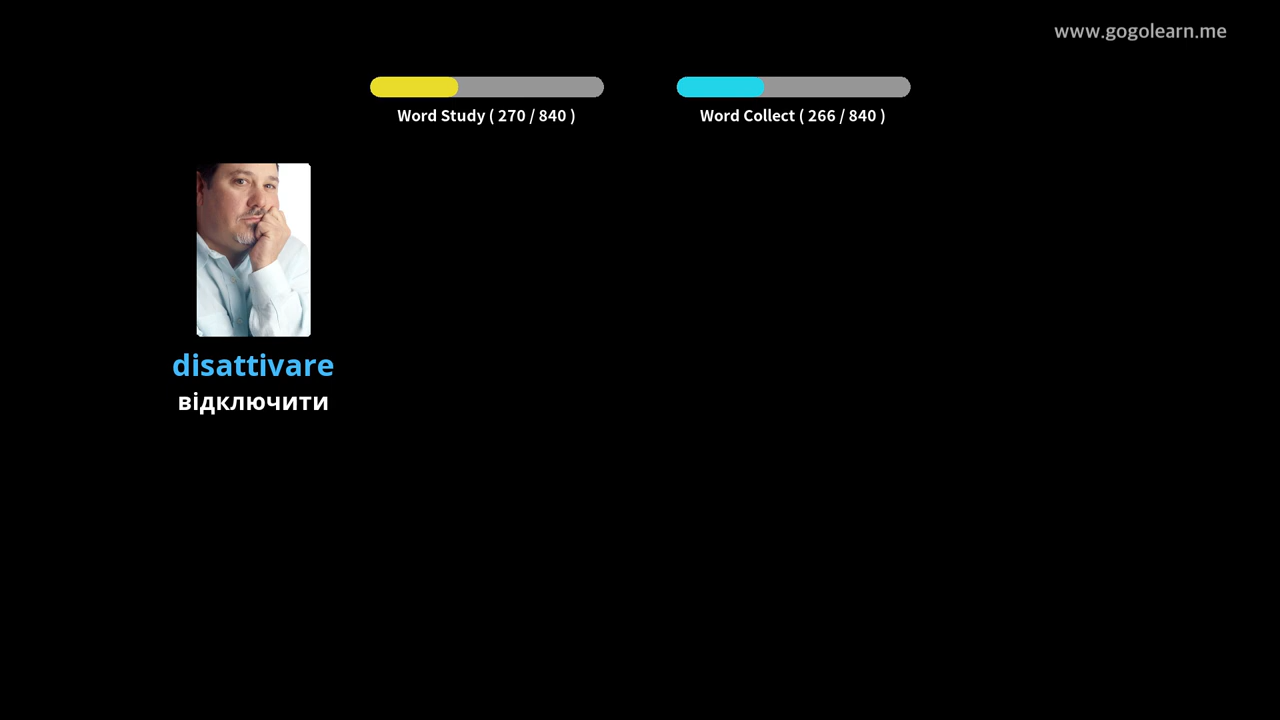 www.gogolearn.me
Word Study ( 270 / 840 )
Word Collect ( 266 / 840 )
disattivare
відключити